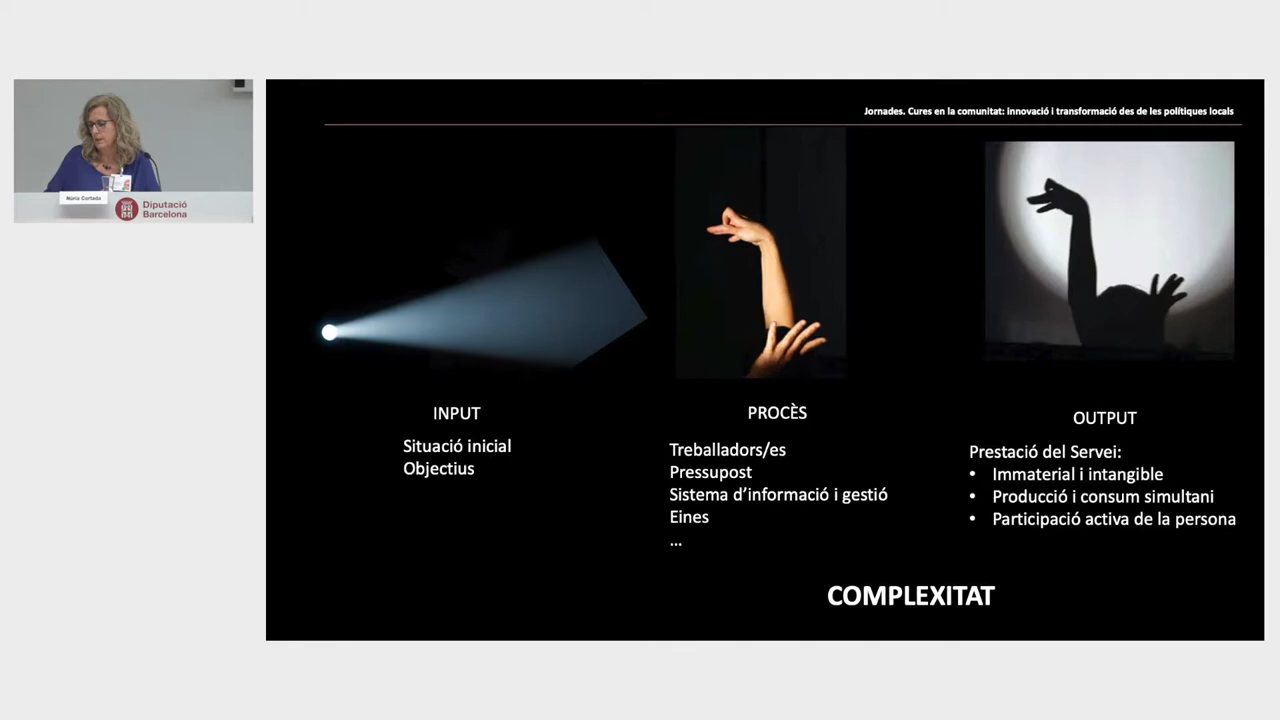 Núria Cortada
Diputació
Barcelona
Jornades. Cures en la comunitat: innovació i transformació des de les polítiques locals
INPUT
Situació inicial
Objectius
PROCÈS
Treballadors/es
Pressupost
Sistema d'informació i gestió
Eines
...
OUTPUT
Prestació del Servei:
• Immaterial i intangible
• Producció i consum simultani
• Participació activa de la persona
COMPLEXITAT